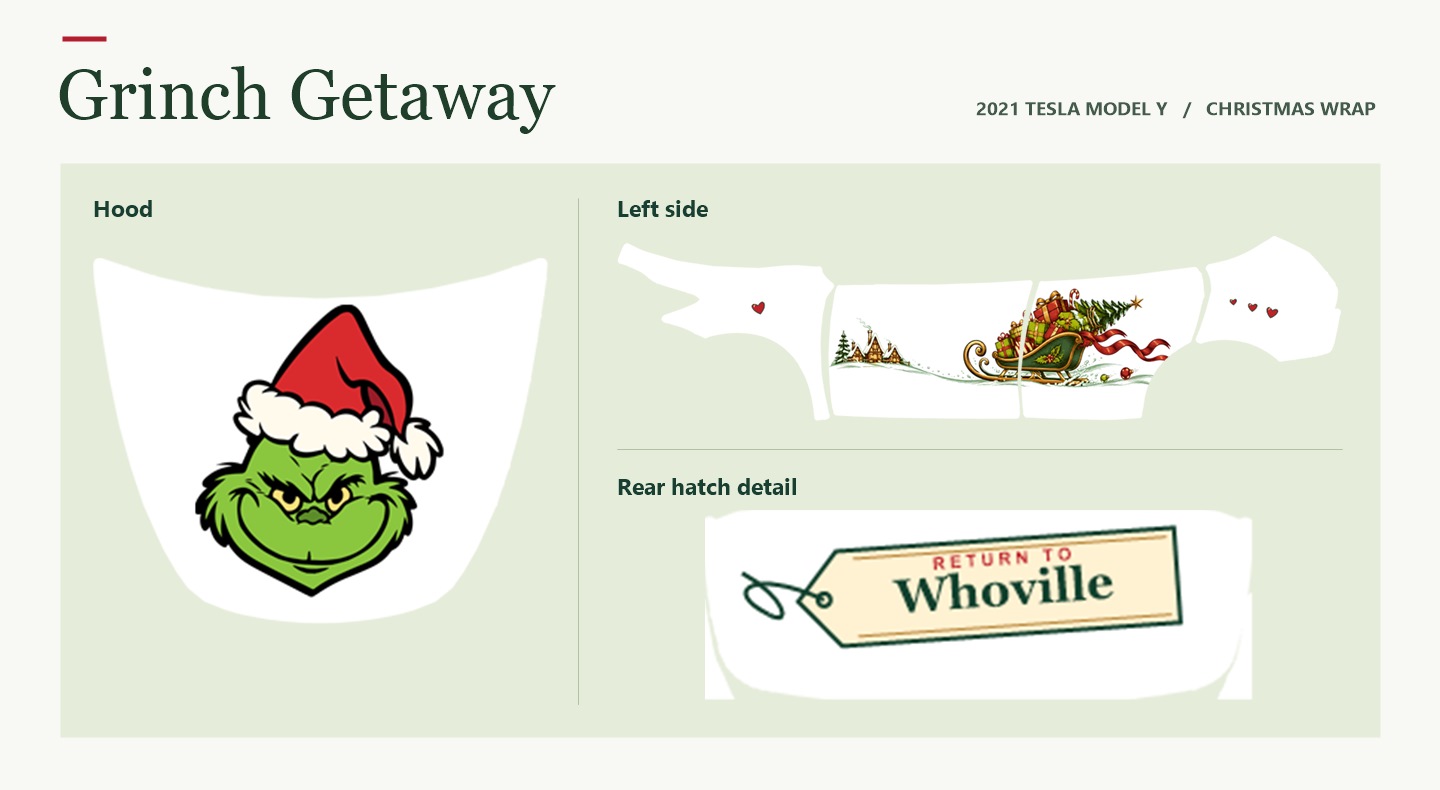 Grinch Getaway
2021 TESLA MODEL Y / CHRISTMAS WRAP
Hood
Left side
Rear hatch detail
RETURN TO
Whoville